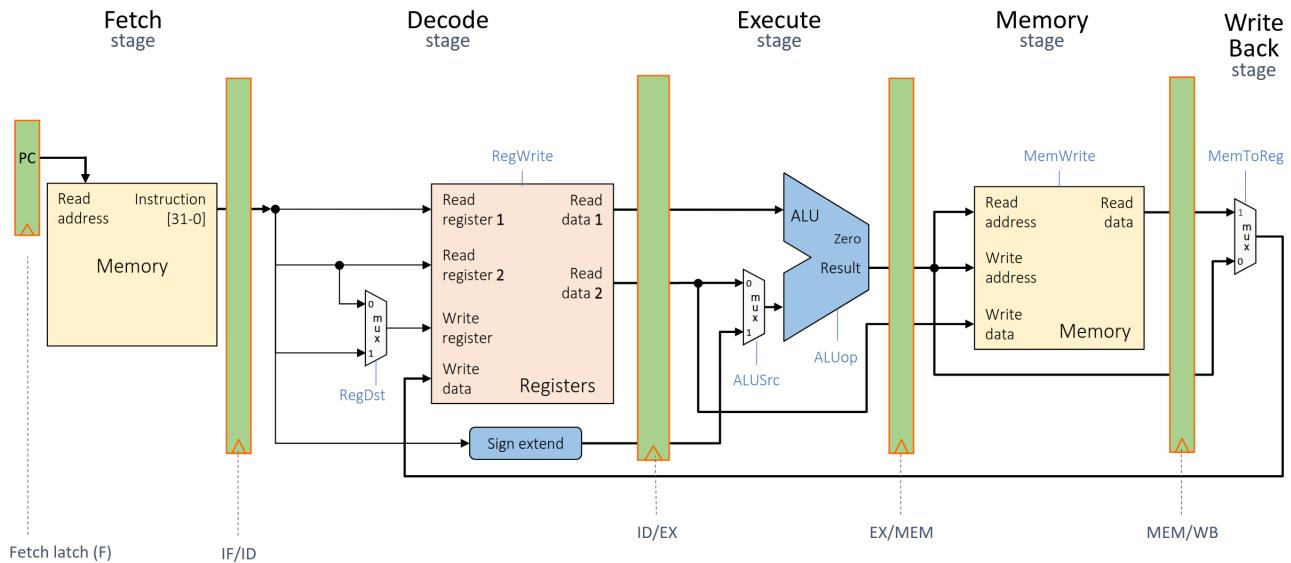 Fetch
stage
Decode
stage
Execute
stage
Memory
stage
Write
Back
stage
PC
Read
address
Instruction
[31-0]
Memory
RegWrite
Read
register 1
Read
data 1
Read
register 2
Read
data 2
Write
register
Write
data
Registers
0
mux
1
RegDst
Sign extend
0
mux
1
ALUSrc
ALU
Zero
Result
ALUop
MemWrite
Read
address
Read
data
Write
address
Write
data
Memory
MemToReg
1
mux
0
Fetch latch (F)
IF/ID
ID/EX
EX/MEM
MEM/WB